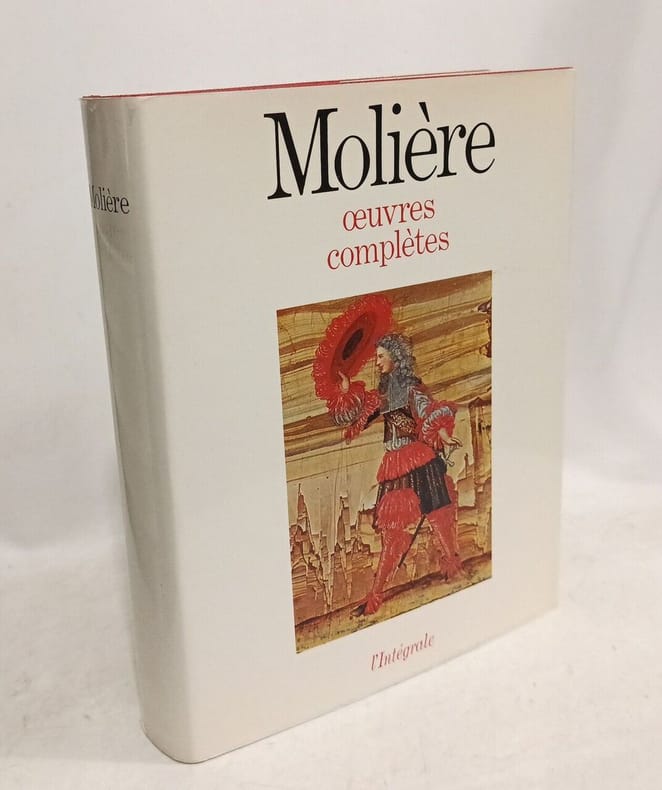 Molière
Molière
œuvres
complètes
l'Intégrale